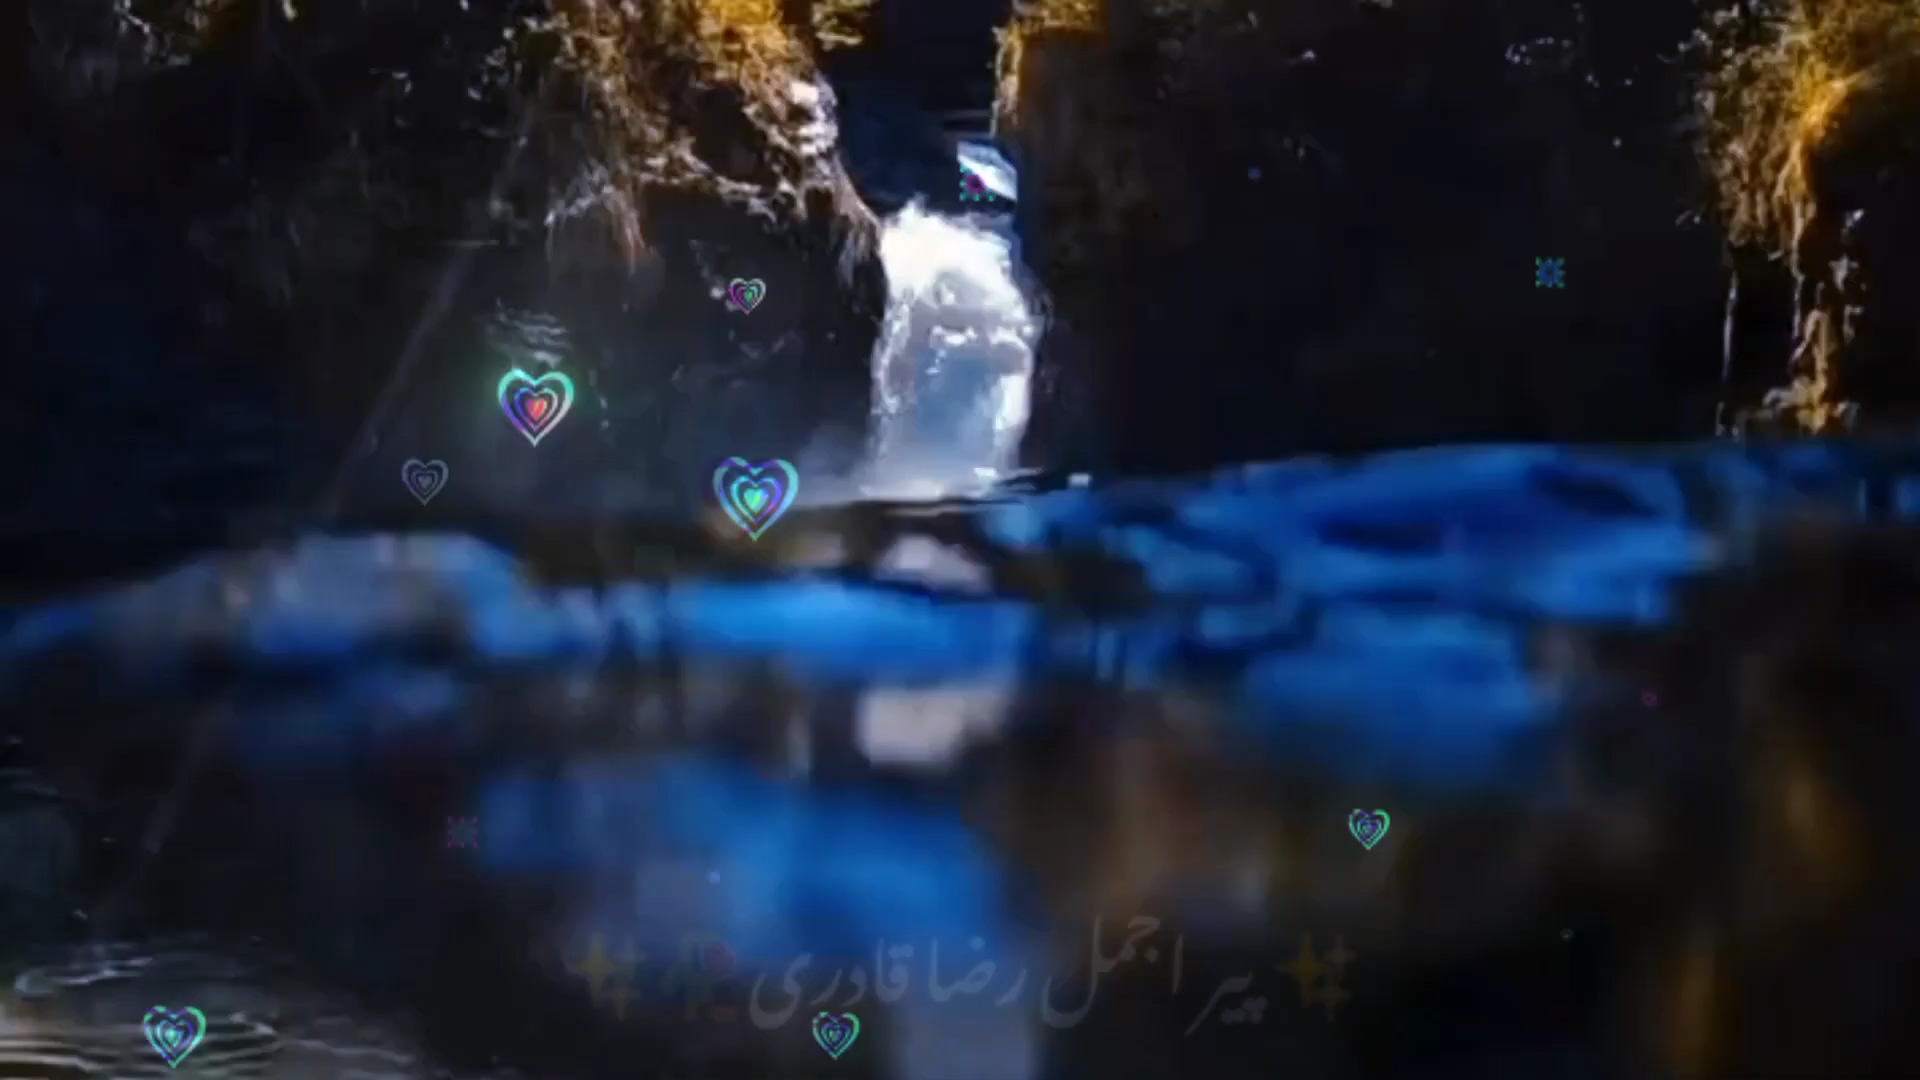 ✨ پیر اجمل رضا قادری 🥀 ✨